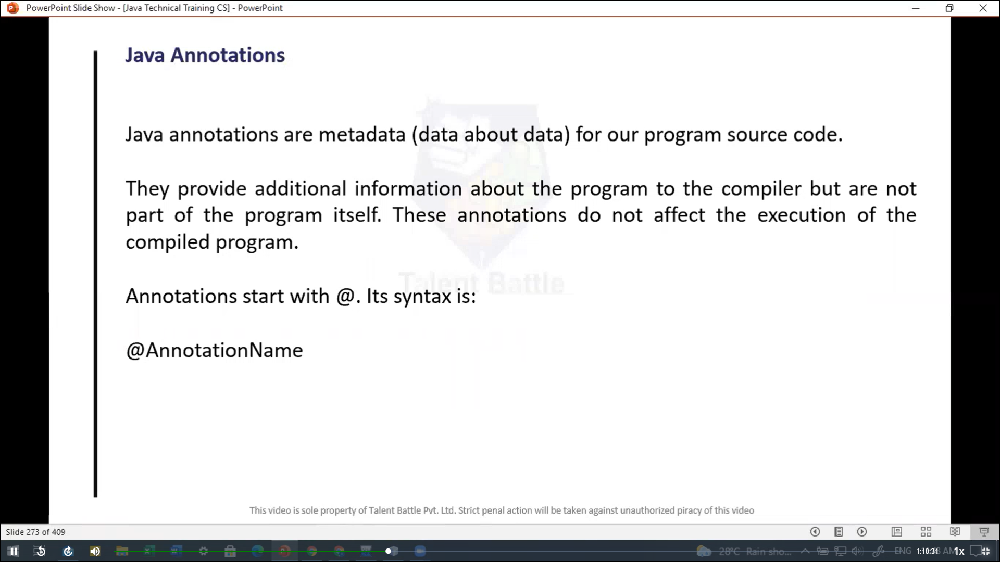 PowerPoint Slide Show - [Java Technical Training CS] - PowerPoint
Java Annotations
Java annotations are metadata (data about data) for our program source code.
They provide additional information about the program to the compiler but are not
part of the program itself. These annotations do not affect the execution of the
compiled program.
Talent Battle
Annotations start with @. Its syntax is:
@AnnotationName
This video is sole property of Talent Battle Pvt. Ltd. Strict penal action will be taken against unauthorized piracy of this video
Slide 273 of 409
28°C Rain sho... ENG -1:10:31 AM 1x